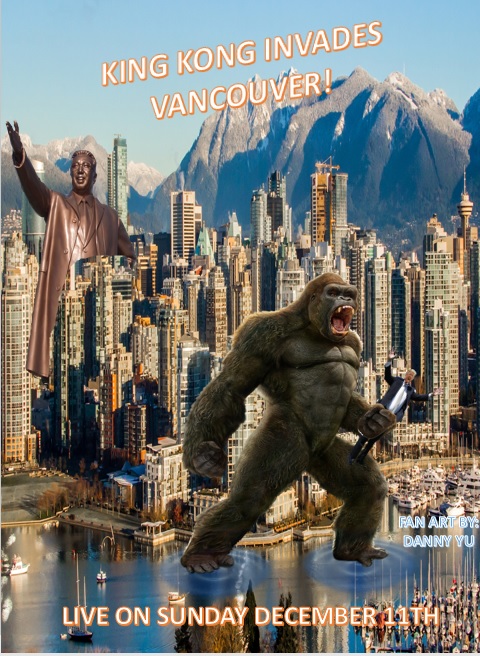 KING KONG INVADES
VANCOUVER!
FAN ART BY:
DANNY YU
LIVE ON SUNDAY DECEMBER 11TH